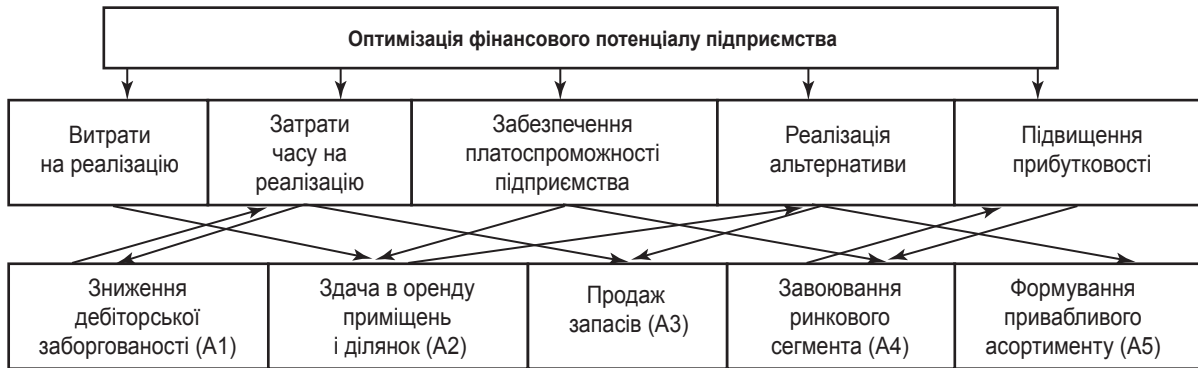 Оптимізація фінансового потенціалу підприємства
Витрати
на реалізацію
Затрати
часу на
реалізацію
Забезпечення
платоспроможності
підприємства
Реалізація
альтернативи
Підвищення
прибутковості
Зниження
дебіторської
заборгованості (А1)
Здача в оренду
приміщень
і ділянок (А2)
Продаж
запасів (А3)
Завоювання
ринкового
сегмента (А4)
Формування
привабливого
асортименту (А5)